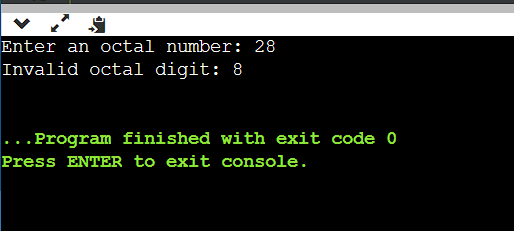 Enter an octal number: 28
Invalid octal digit: 8
...Program finished with exit code 0
Press ENTER to exit console.